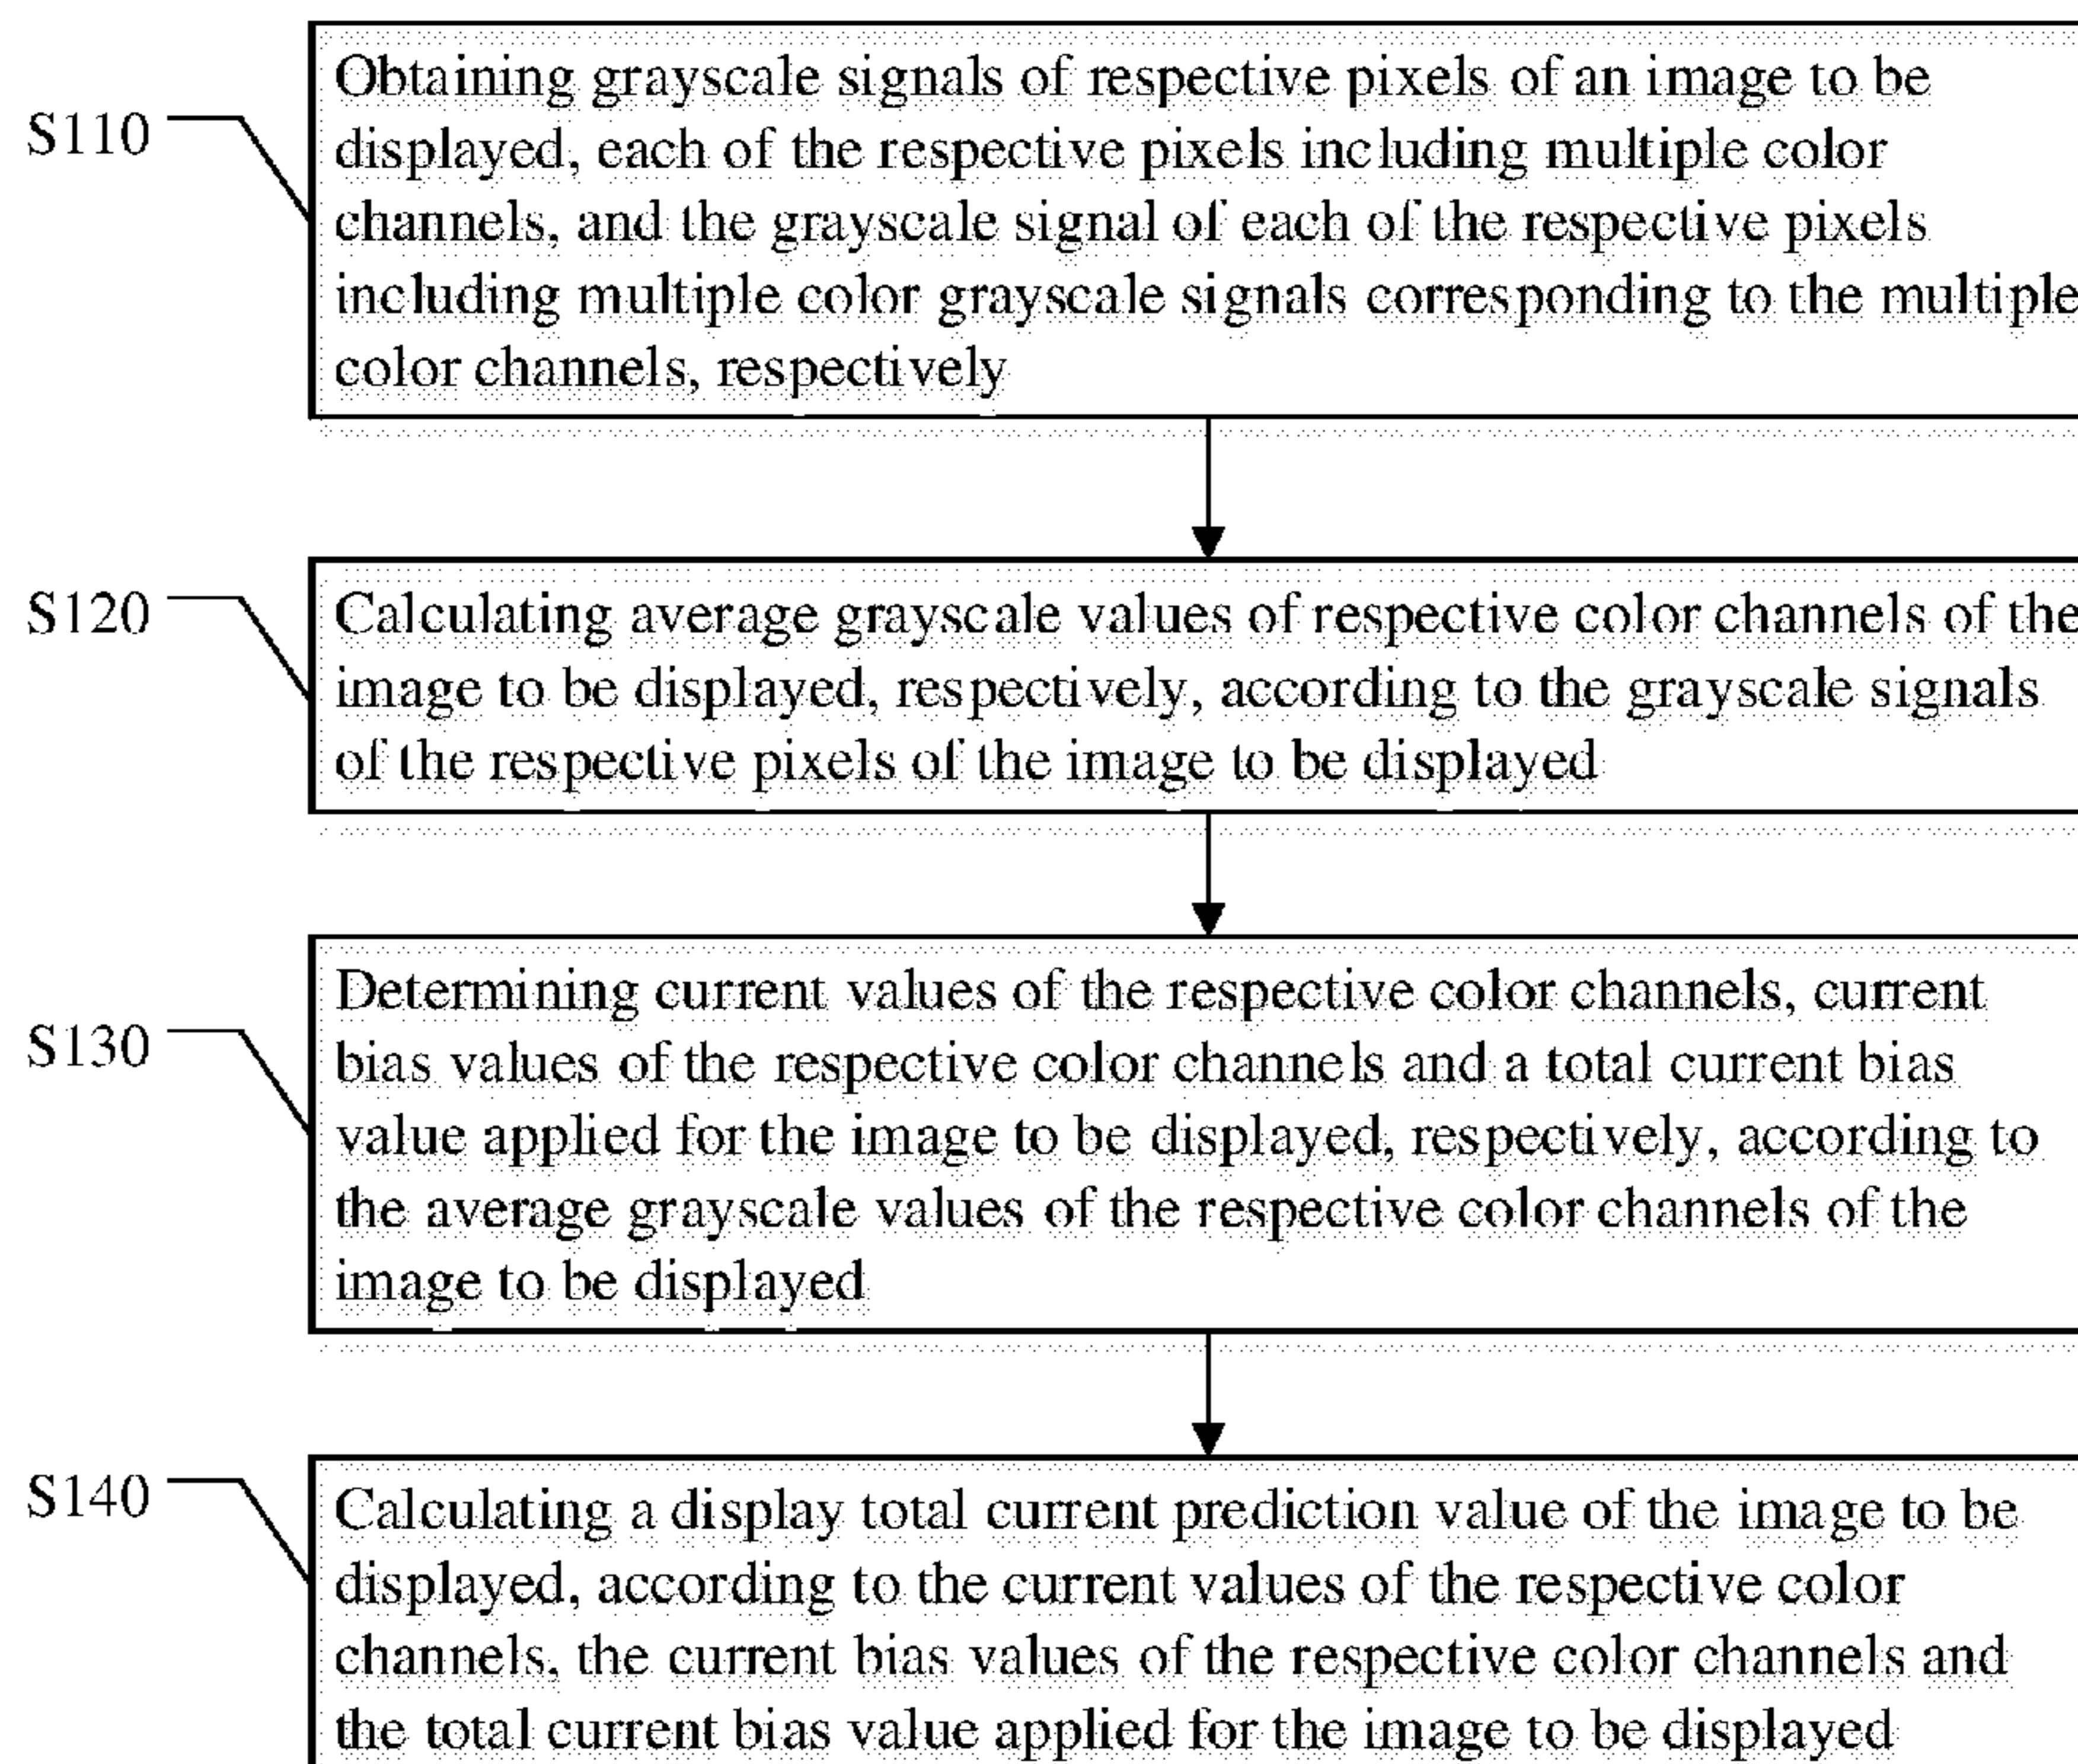 S110
Obtaining grayscale signals of respective pixels of an image to be
displayed, each of the respective pixels including multiple color
channels, and the grayscale signal of each of the respective pixels
including multiple color grayscale signals corresponding to the multiple
color channels, respectively
S120
Calculating average grayscale values of respective color channels of the
image to be displayed, respectively, according to the grayscale signals
of the respective pixels of the image to be displayed
S130
Determining current values of the respective color channels, current
bias values of the respective color channels and a total current bias
value applied for the image to be displayed, respectively, according to
the average grayscale values of the respective color channels of the
image to be displayed
S140
Calculating a display total current prediction value of the image to be
displayed, according to the current values of the respective color
channels, the current bias values of the respective color channels and
the total current bias value applied for the image to be displayed